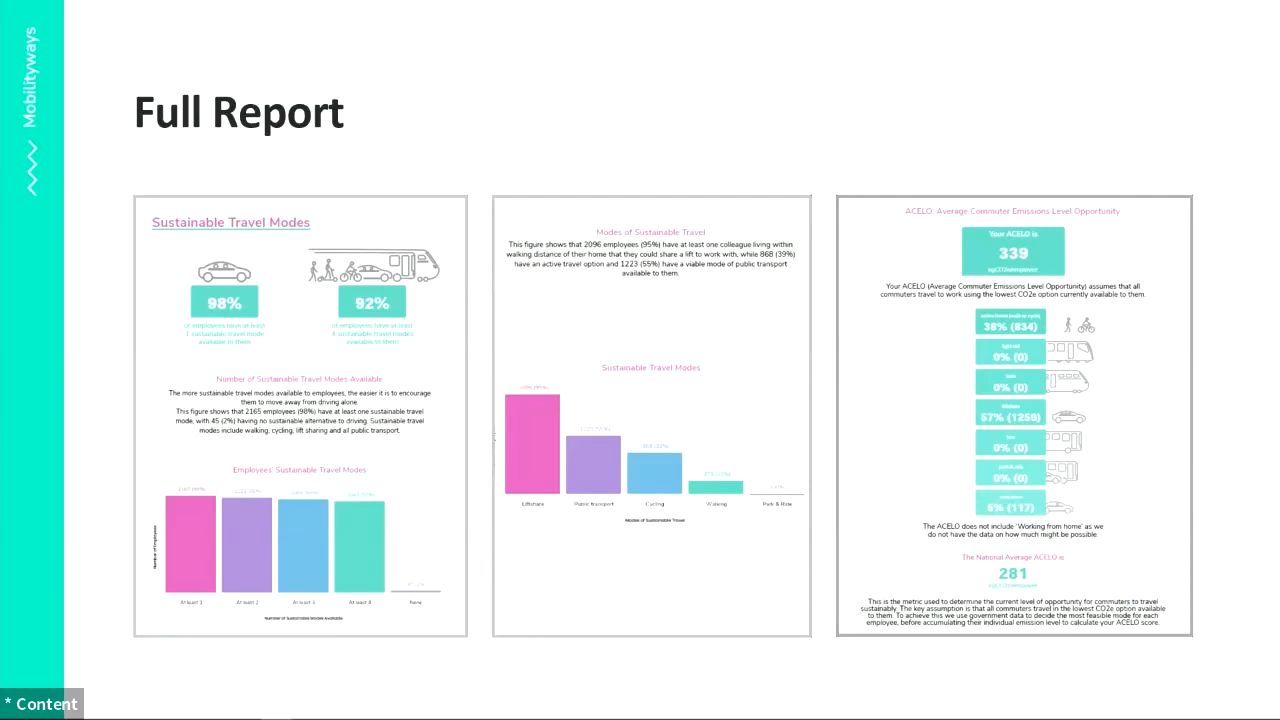 Mobilityways
Full Report
Sustainable Travel Modes
98%
92%
of employees have at least
1 sustainable travel mode
available to them
of employees have at least
4 sustainable travel modes
available to them
Number of Sustainable Travel Modes Available
The more sustainable travel modes available to employees, the easier it is to encourage
them to move away from driving alone.
This figure shows that 2165 employees (98%) have at least one sustainable travel
mode, with 45 (2%) having no sustainable alternative to driving. Sustainable travel
modes include walking, cycling, lift sharing and all public transport.
Employees' Sustainable Travel Modes
Number of Employees
At least 1
At least 2
At least 3
At least 4
None
Number of Sustainable Modes Available
Modes of Sustainable Travel
This figure shows that 2096 employees (95%) have at least one colleague living within
walking distance of their home that they could share a lift to work with, while 868 (39%)
have an active travel option and 1223 (55%) have a viable mode of public transport
available to them.
Sustainable Travel Modes
Liftshare
Public transport
Cycling
Walking
Park & Ride
Modes of Sustainable Travel
ACELO: Average Commuter Emissions Level Opportunity
Your ACELO is
339
Your ACELO (Average Commuter Emissions Level Opportunity) assumes that all
commuters travel to work using the lowest CO2e option currently available to them.
38% (834)
0% (0)
0% (0)
57% (1259)
0% (0)
0% (0)
5% (117)
The ACELO does not include 'Working from home' as we
do not have the data on how much might be possible.
The National Average ACELO is
281
This is the metric used to determine the current level of opportunity for commuters to travel
sustainably. The key assumption is that all commuters travel in the lowest CO2e option available
to them. To achieve this we use government data to decide the most feasible mode for each
employee, before accumulating their individual emission level to calculate your ACELO score.
* Content